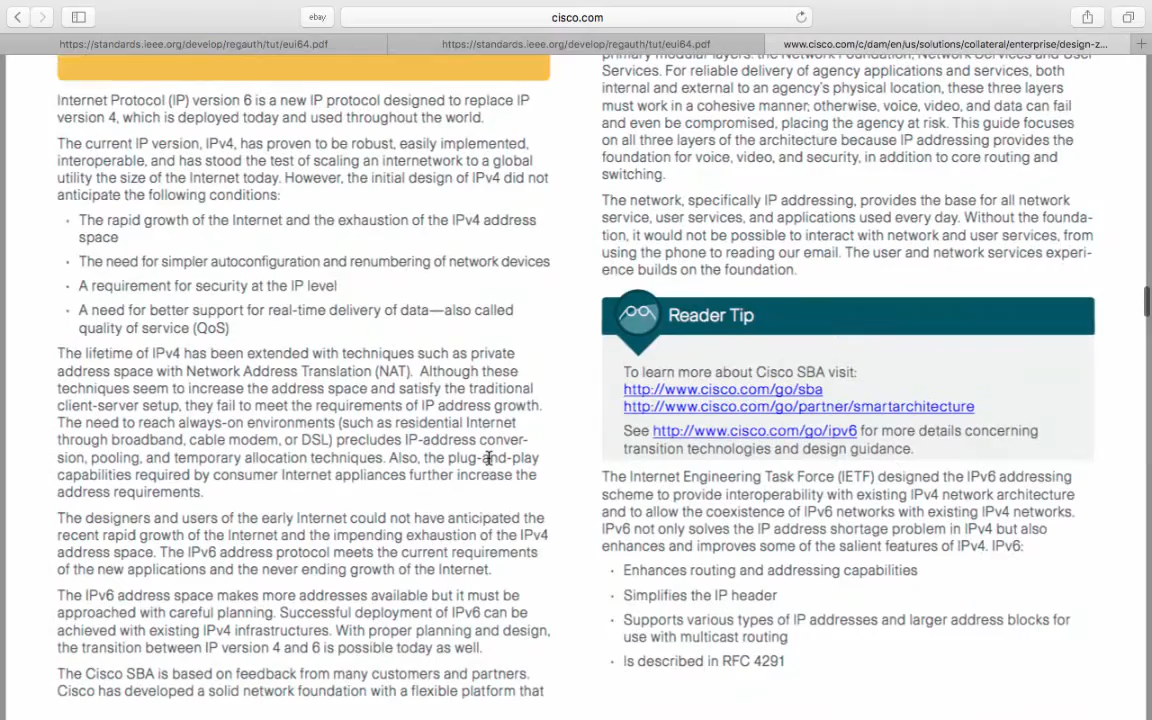 ebay
cisco.com
https://standards.ieee.org/develop/regauth/tut/eui64.pdf
https://standards.ieee.org/develop/regauth/tut/eui64.pdf
www.cisco.com/c/dam/en/us/solutions/collateral/enterprise/design-z...
Internet Protocol (IP) version 6 is a new IP protocol designed to replace IP
version 4, which is deployed today and used throughout the world.
The current IP version, IPv4, has proven to be robust, easily implemented,
interoperable, and has stood the test of scaling an internetwork to a global
utility the size of the Internet today. However, the initial design of IPv4 did not
anticipate the following conditions:
· The rapid growth of the Internet and the exhaustion of the IPv4 address
space
· The need for simpler autoconfiguration and renumbering of network devices
· A requirement for security at the IP level
· A need for better support for real-time delivery of data—also called
quality of service (QoS)
The lifetime of IPv4 has been extended with techniques such as private
address space with Network Address Translation (NAT).  Although these
techniques seem to increase the address space and satisfy the traditional
client-server setup, they fail to meet the requirements of IP address growth.
The need to reach always-on environments (such as residential Internet
through broadband, cable modem, or DSL) precludes IP-address conver-
sion, pooling, and temporary allocation techniques. Also, the plug-and-play
capabilities required by consumer Internet appliances further increase the
address requirements.
The designers and users of the early Internet could not have anticipated the
recent rapid growth of the Internet and the impending exhaustion of the IPv4
address space. The IPv6 address protocol meets the current requirements
of the new applications and the never ending growth of the Internet.
The IPv6 address space makes more addresses available but it must be
approached with careful planning. Successful deployment of IPv6 can be
achieved with existing IPv4 infrastructures. With proper planning and design,
the transition between IP version 4 and 6 is possible today as well.
The Cisco SBA is based on feedback from many customers and partners.
Cisco has developed a solid network foundation with a flexible platform that
primary modular layers: the Network Foundation, Network Services and User
Services. For reliable delivery of agency applications and services, both
internal and external to an agency's physical location, these three layers
must work in a cohesive manner; otherwise, voice, video, and data can fail
and even be compromised, placing the agency at risk. This guide focuses
on all three layers of the architecture because IP addressing provides the
foundation for voice, video, and security, in addition to core routing and
switching.
The network, specifically IP addressing, provides the base for all network
service, user services, and applications used every day. Without the founda-
tion, it would not be possible to interact with network and user services, from
using the phone to reading our email. The user and network services experi-
ence builds on the foundation.
Reader Tip
To learn more about Cisco SBA visit:
http://www.cisco.com/go/sba
http://www.cisco.com/go/partner/smartarchitecture
See http://www.cisco.com/go/ipv6 for more details concerning
transition technologies and design guidance.
The Internet Engineering Task Force (IETF) designed the IPv6 addressing
scheme to provide interoperability with existing IPv4 network architecture
and to allow the coexistence of IPv6 networks with existing IPv4 networks.
IPv6 not only solves the IP address shortage problem in IPv4 but also
enhances and improves some of the salient features of IPv4. IPv6:
· Enhances routing and addressing capabilities
· Simplifies the IP header
· Supports various types of IP addresses and larger address blocks for
use with multicast routing
· Is described in RFC 4291